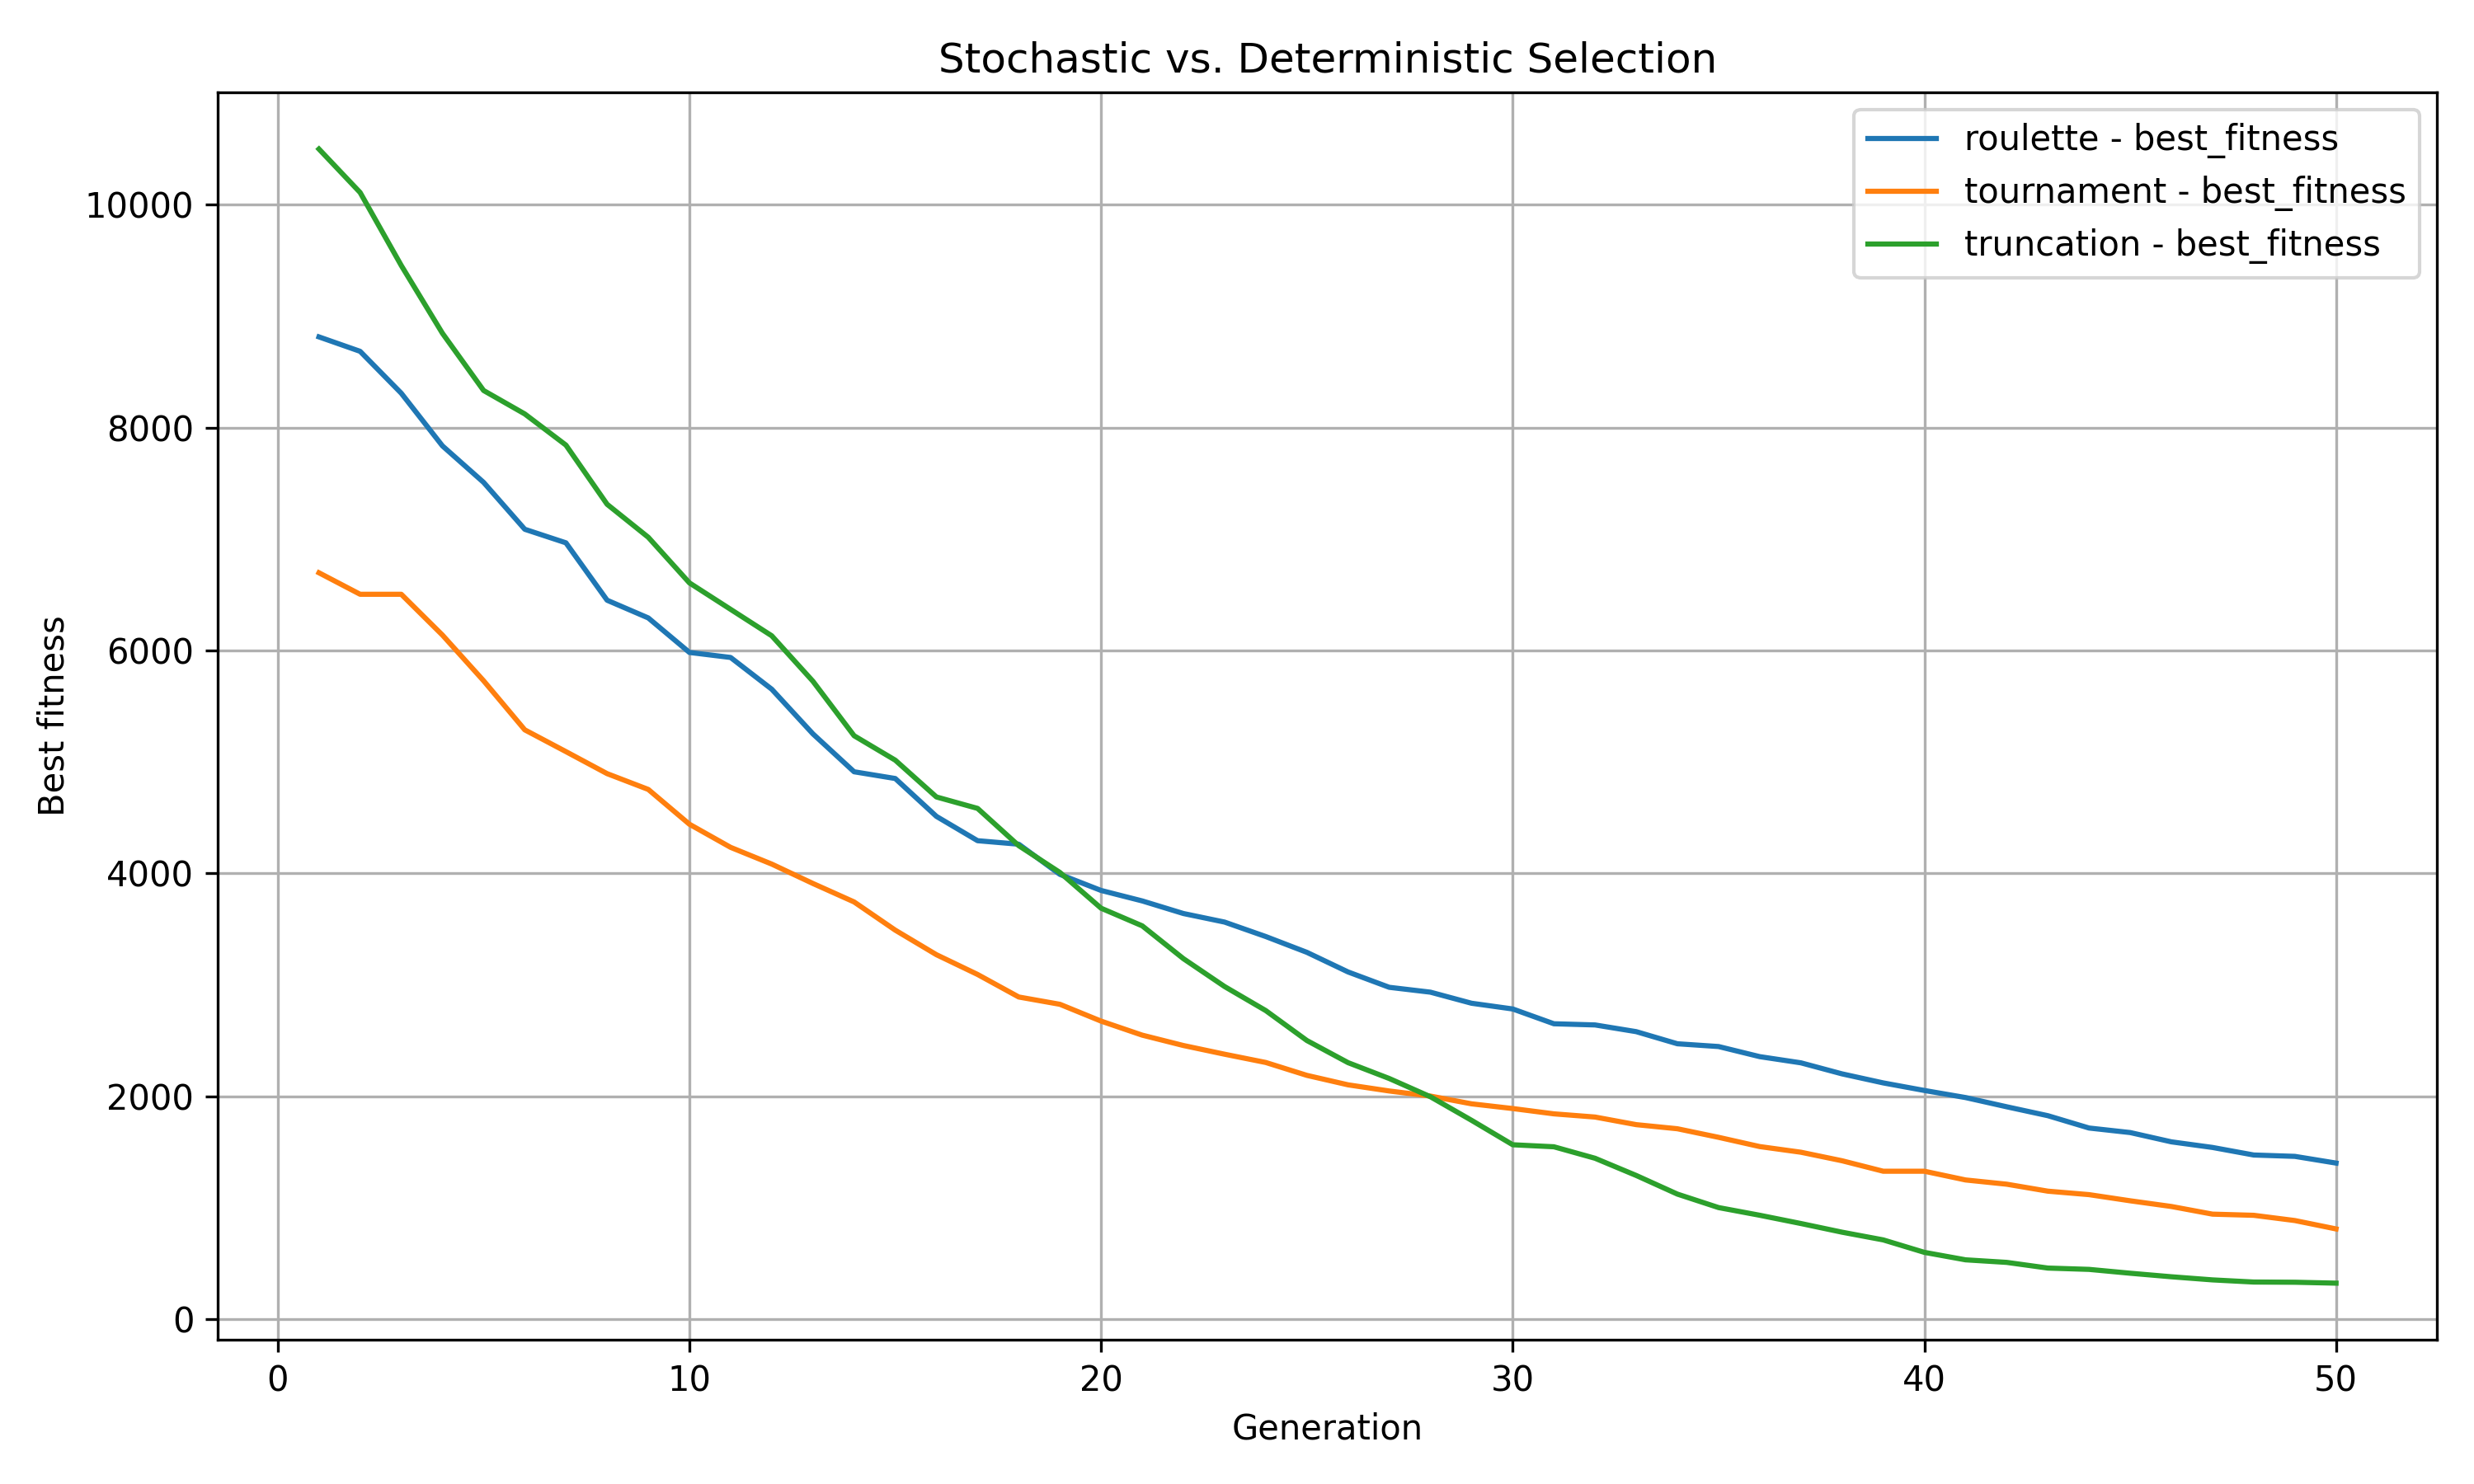 Stochastic vs. Deterministic Selection
roulette - best_fitness
tournament - best_fitness
truncation - best_fitness
Best fitness
10000
8000
6000
4000
2000
0
0 10 20 30 40 50
Generation